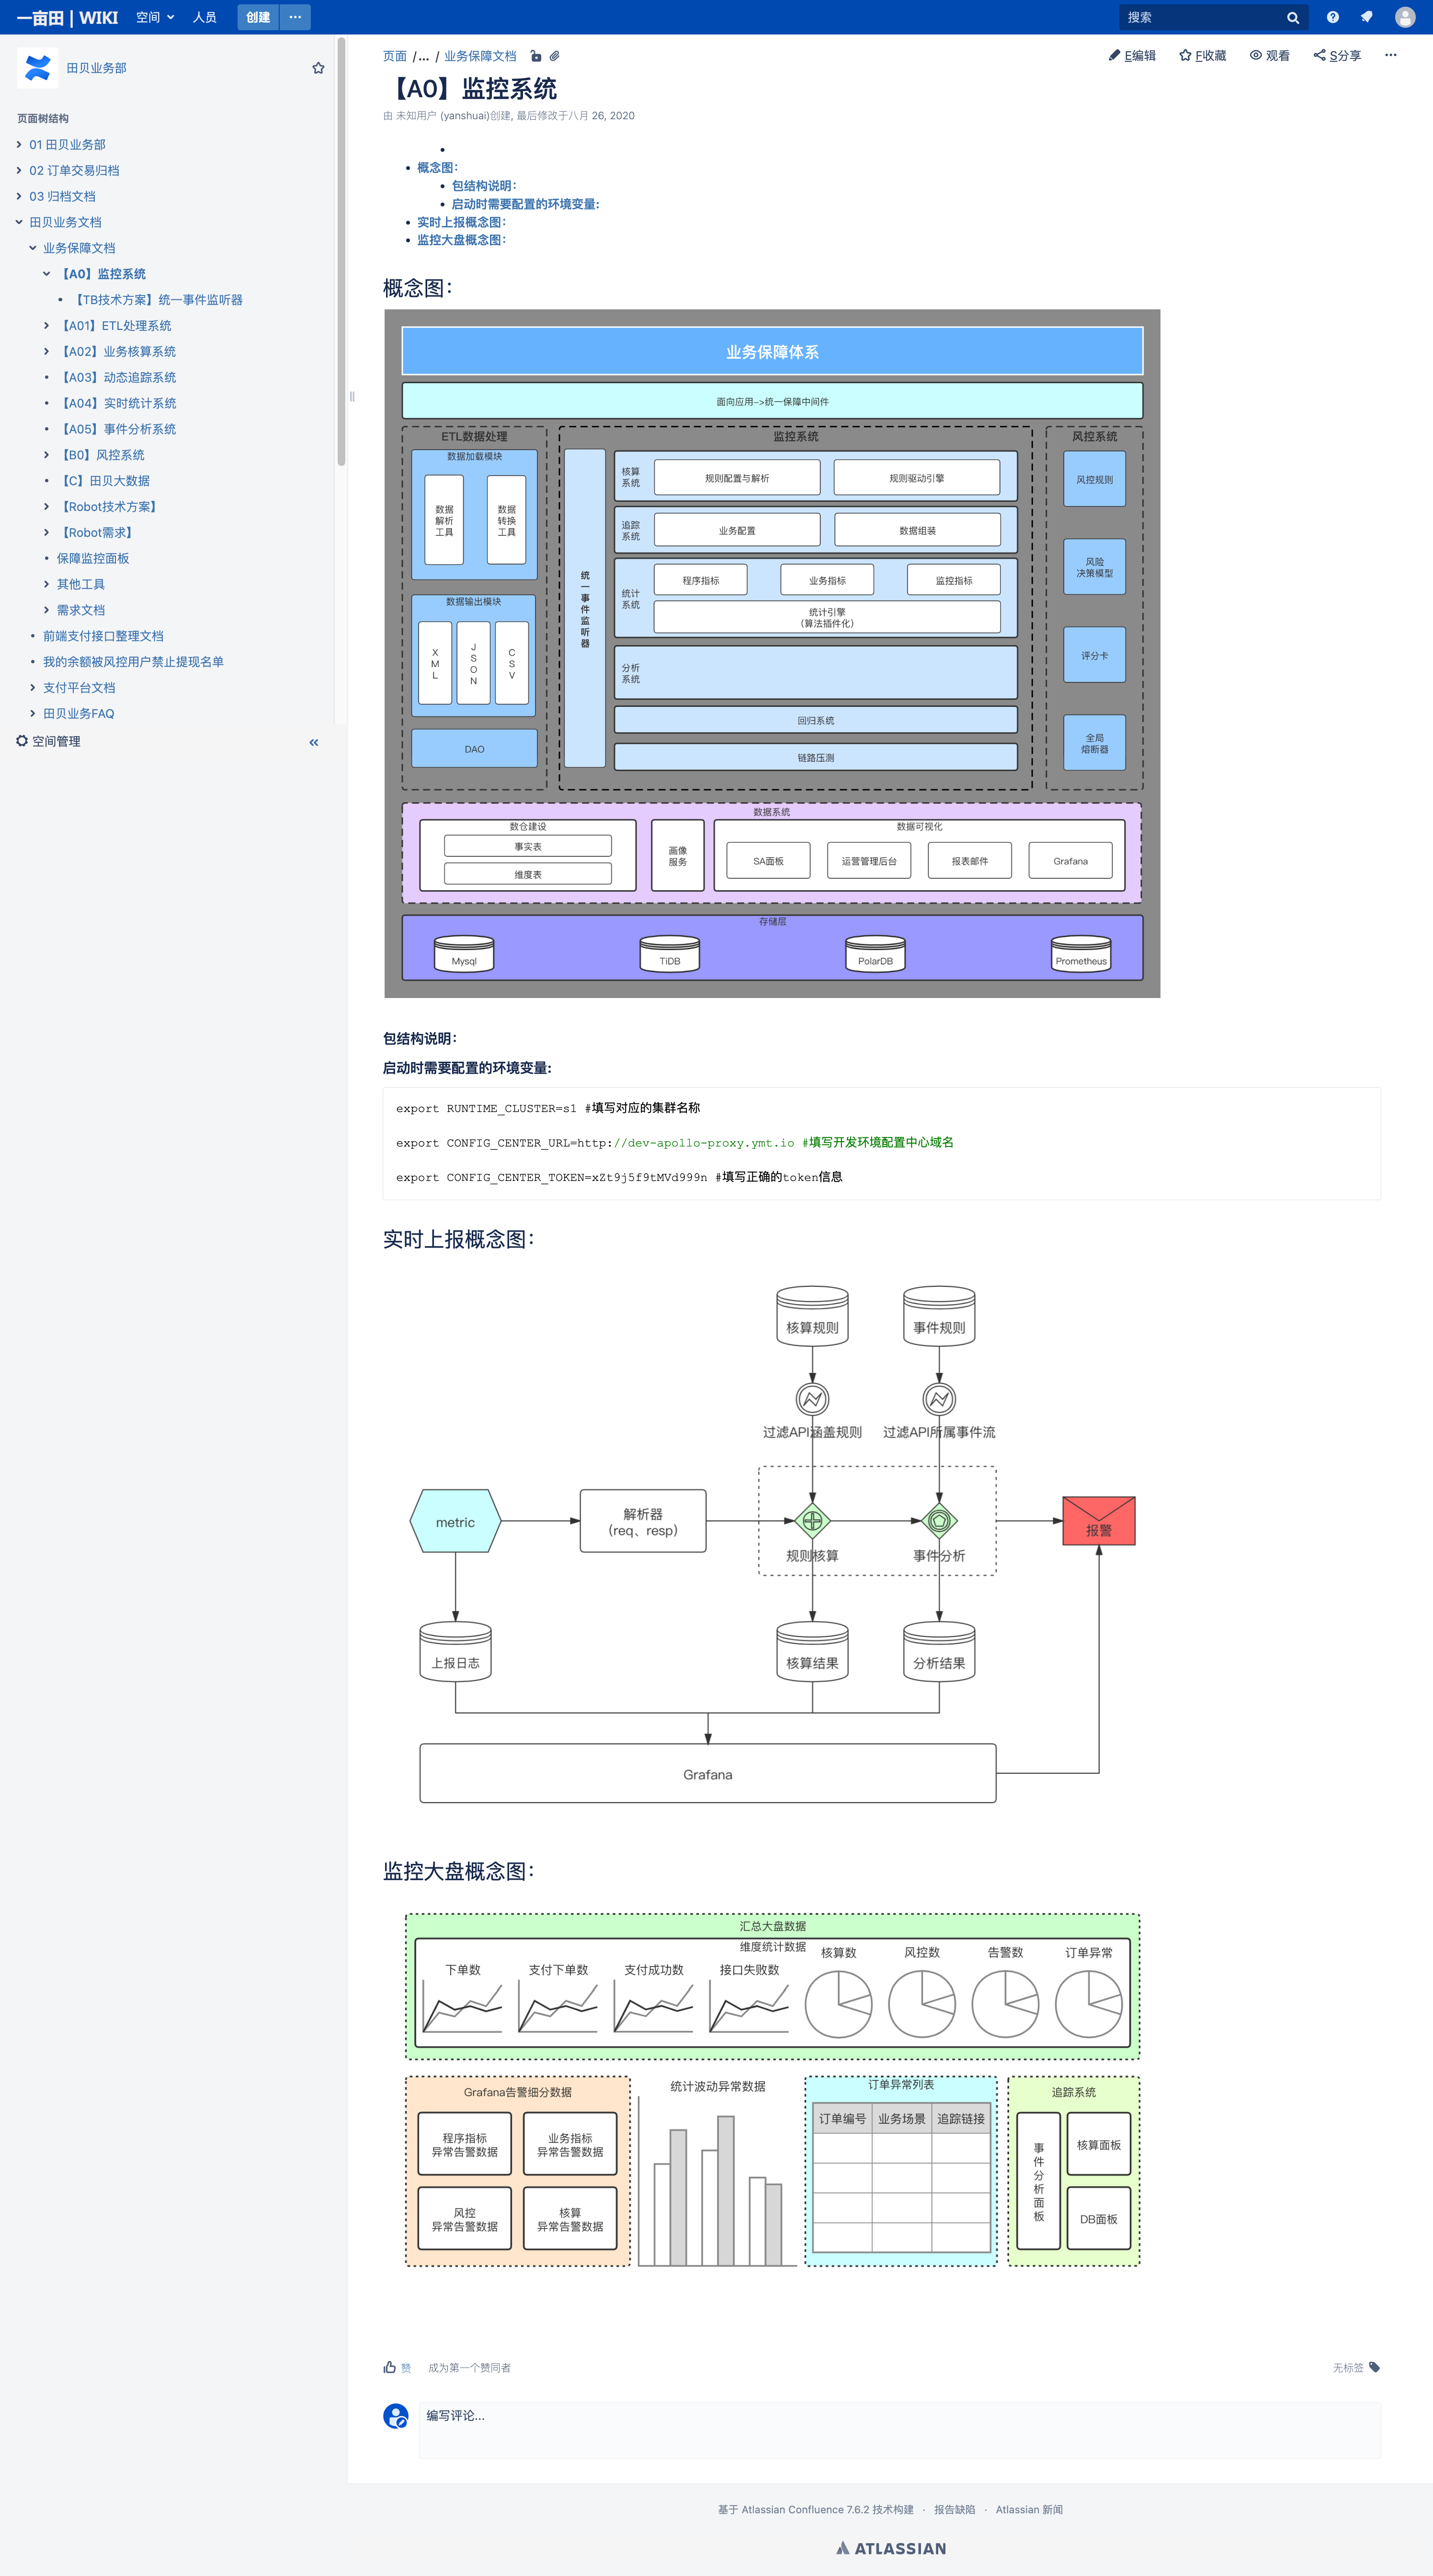 一亩田 | WIKI 空间 人员 创建 ··· 搜索
田贝业务部
页面树结构
01 田贝业务部
02 订单交易归档
03 归档文档
田贝业务文档
业务保障文档
【A0】监控系统
【TB技术方案】统一事件监听器
【A01】ETL处理系统
【A02】业务核算系统
【A03】动态追踪系统
【A04】实时统计系统
【A05】事件分析系统
【B0】风控系统
【C】田贝大数据
【Robot技术方案】
【Robot需求】
保障监控面板
其他工具
需求文档
前端支付接口整理文档
我的余额被风控用户禁止提现名单
支付平台文档
田贝业务FAQ
空间管理
页面 /... / 业务保障文档
E编辑 F收藏 观看 S分享 ···
【A0】监控系统
由 未知用户 (yanshuai)创建, 最后修改于八月 26, 2020
概念图：
包结构说明：
启动时需要配置的环境变量:
实时上报概念图：
监控大盘概念图：
概念图：
业务保障体系
面向应用->统一保障中间件
ETL数据处理
数据加载模块
数据
解析
工具
数据
转换
工具
数据输出模块
XML
JSON
CSV
DAO
监控系统
统一事件监听器
核算
系统
规则配置与解析
规则驱动引擎
追踪
系统
业务配置
数据组装
统计
系统
程序指标
业务指标
监控指标
统计引擎
（算法插件化）
分析
系统
回归系统
链路压测
风控系统
风控规则
风险
决策模型
评分卡
全局
熔断器
数据系统
数仓建设
事实表
维度表
画像
服务
数据可视化
SA面板
运营管理后台
报表邮件
Grafana
存储层
Mysql
TiDB
PolarDB
Prometheus
包结构说明：
启动时需要配置的环境变量:
export RUNTIME_CLUSTER=s1 #填写对应的集群名称
export CONFIG_CENTER_URL=http://dev-apollo-proxy.ymt.io #填写开发环境配置中心域名
export CONFIG_CENTER_TOKEN=xZt9j5f9tMVd999n #填写正确的token信息
实时上报概念图：
核算规则
事件规则
过滤API涵盖规则
过滤API所属事件流
metric
解析器
（req、resp）
规则核算
事件分析
报警
上报日志
核算结果
分析结果
Grafana
监控大盘概念图：
汇总大盘数据
维度统计数据
下单数
支付下单数
支付成功数
接口失败数
核算数
风控数
告警数
订单异常
Grafana告警细分数据
程序指标
异常告警数据
业务指标
异常告警数据
风控
异常告警数据
核算
异常告警数据
统计波动异常数据
订单异常列表
订单编号 业务场景 追踪链接
追踪系统
事件分析面板
核算面板
DB面板
赞 成为第一个赞同者
无标签
编写评论...
基于 Atlassian Confluence 7.6.2 技术构建 · 报告缺陷 · Atlassian 新闻
ATLASSIAN